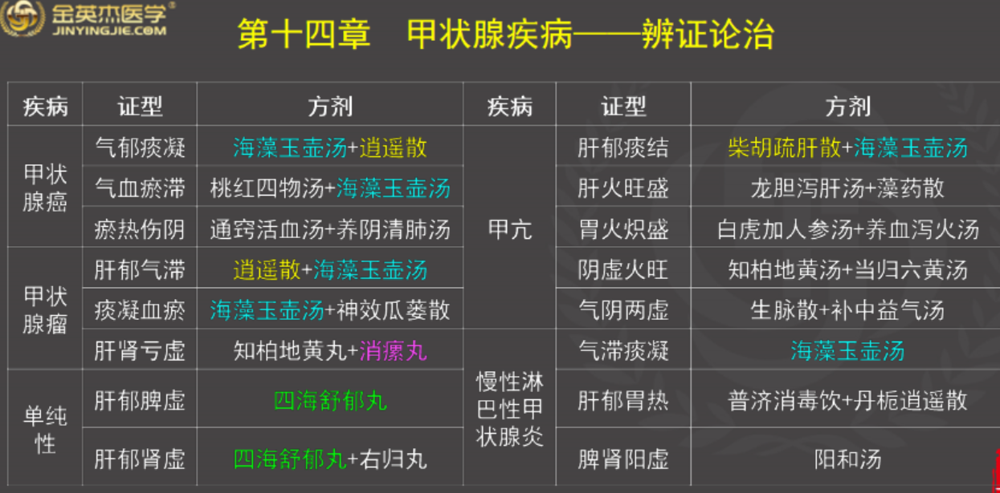 金英杰医学®
JINYINGJIE.COM
第十四章 甲状腺疾病——辨证论治
疾病 证型 方剂 疾病 证型 方剂
甲状
腺癌
气郁痰凝 海藻玉壶汤+逍遥散
气血瘀滞 桃红四物汤+海藻玉壶汤
瘀热伤阴 通窍活血汤+养阴清肺汤
甲状
腺瘤
肝郁气滞 逍遥散+海藻玉壶汤
痰凝血瘀 海藻玉壶汤+神效瓜蒌散
肝肾亏虚 知柏地黄丸+消瘰丸
单纯
性
肝郁脾虚 四海舒郁丸
肝郁肾虚 四海舒郁丸+右归丸
甲亢
肝郁痰结 柴胡疏肝散+海藻玉壶汤
肝火旺盛 龙胆泻肝汤+藻药散
胃火炽盛 白虎加人参汤+养血泻火汤
阴虚火旺 知柏地黄汤+当归六黄汤
气阴两虚 生脉散+补中益气汤
慢性淋
巴性甲
状腺炎
气滞痰凝 海藻玉壶汤
肝郁胃热 普济消毒饮+丹栀逍遥散
脾肾阳虚 阳和汤